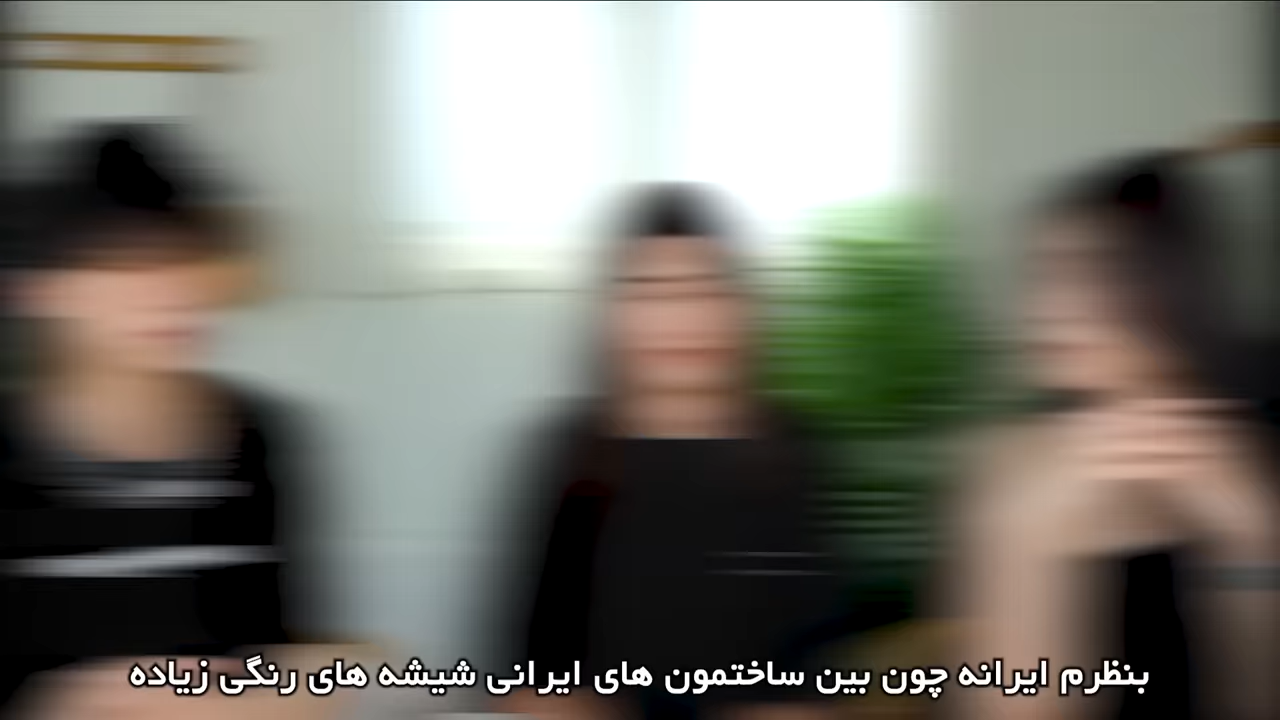 بنظرم ایرانه چون بین ساختمون های ایرانی شیشه های رنگی زیاده